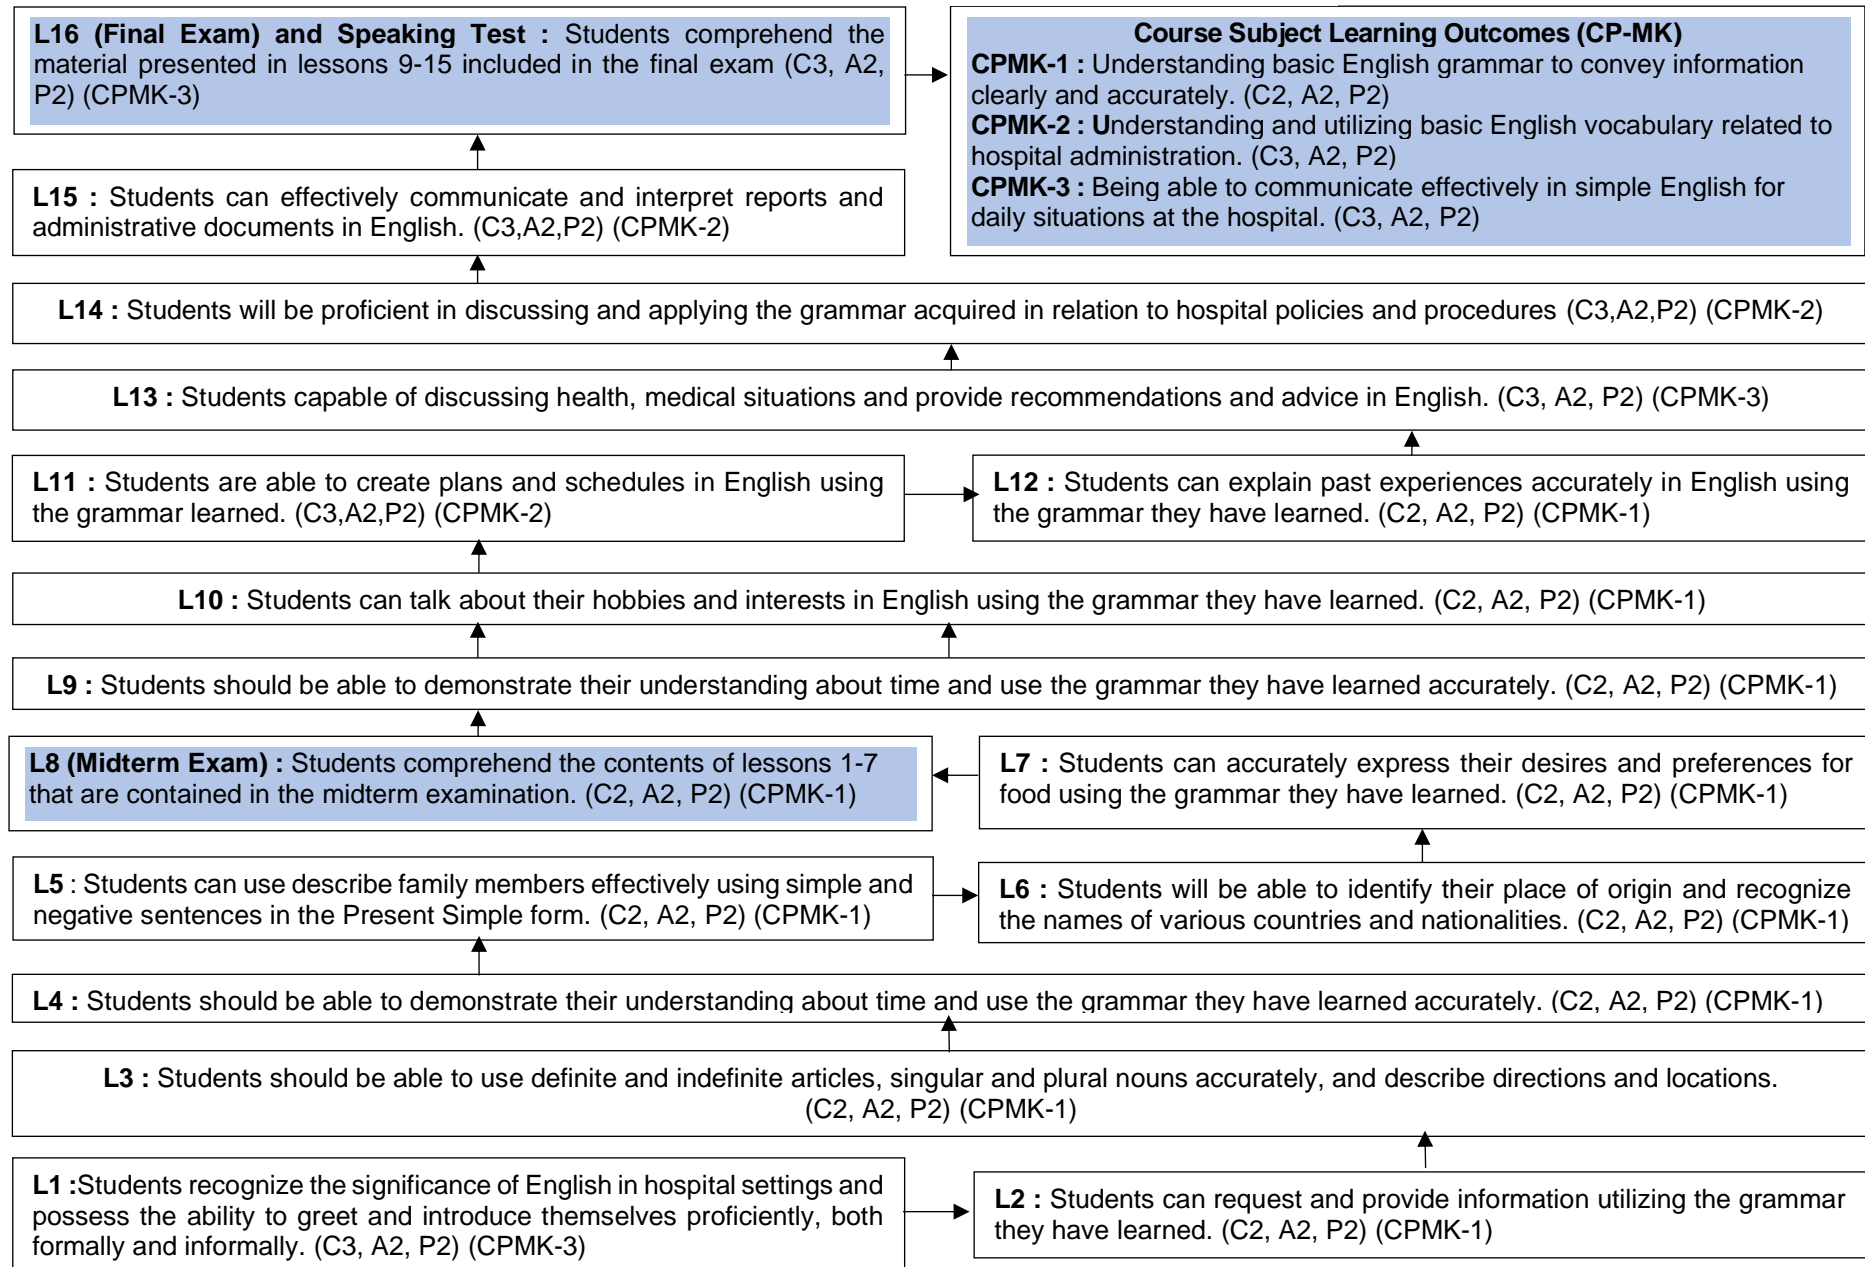 L16 (Final Exam) and Speaking Test : Students comprehend the
material presented in lessons 9-15 included in the final exam (C3, A2,
P2) (CPMK-3)
Course Subject Learning Outcomes (CP-MK)
CPMK-1 : Understanding basic English grammar to convey information
clearly and accurately. (C2, A2, P2)
CPMK-2 : Understanding and utilizing basic English vocabulary related to
hospital administration. (C3, A2, P2)
CPMK-3 : Being able to communicate effectively in simple English for
daily situations at the hospital. (C3, A2, P2)
L15 : Students can effectively communicate and interpret reports and
administrative documents in English. (C3,A2,P2) (CPMK-2)
L14 : Students will be proficient in discussing and applying the grammar acquired in relation to hospital policies and procedures (C3,A2,P2) (CPMK-2)
L13 : Students capable of discussing health, medical situations and provide recommendations and advice in English. (C3, A2, P2) (CPMK-3)
L11 : Students are able to create plans and schedules in English using
the grammar learned. (C3,A2,P2) (CPMK-2)
L12 : Students can explain past experiences accurately in English using
the grammar they have learned. (C2, A2, P2) (CPMK-1)
L10 : Students can talk about their hobbies and interests in English using the grammar they have learned. (C2, A2, P2) (CPMK-1)
L9 : Students should be able to demonstrate their understanding about time and use the grammar they have learned accurately. (C2, A2, P2) (CPMK-1)
L8 (Midterm Exam) : Students comprehend the contents of lessons 1-7
that are contained in the midterm examination. (C2, A2, P2) (CPMK-1)
L7 : Students can accurately express their desires and preferences for
food using the grammar they have learned. (C2, A2, P2) (CPMK-1)
L5 : Students can use describe family members effectively using simple and
negative sentences in the Present Simple form. (C2, A2, P2) (CPMK-1)
L6 : Students will be able to identify their place of origin and recognize
the names of various countries and nationalities. (C2, A2, P2) (CPMK-1)
L4 : Students should be able to demonstrate their understanding about time and use the grammar they have learned accurately. (C2, A2, P2) (CPMK-1)
L3 : Students should be able to use definite and indefinite articles, singular and plural nouns accurately, and describe directions and locations.
(C2, A2, P2) (CPMK-1)
L1 :Students recognize the significance of English in hospital settings and
possess the ability to greet and introduce themselves proficiently, both
formally and informally. (C3, A2, P2) (CPMK-3)
L2 : Students can request and provide information utilizing the grammar
they have learned. (C2, A2, P2) (CPMK-1)